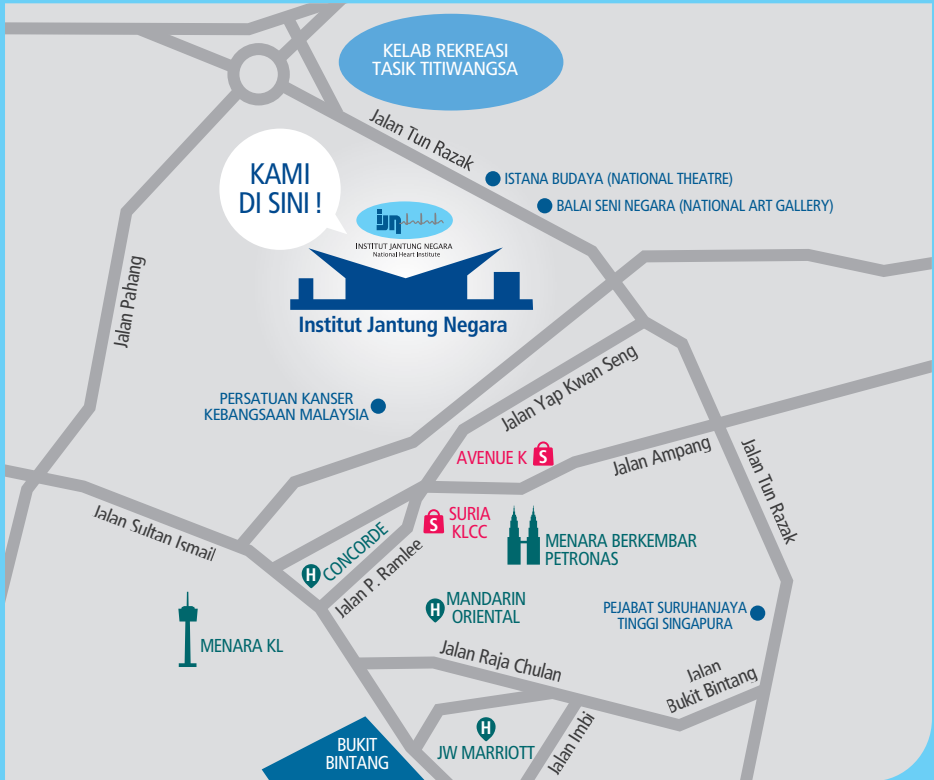 KELAB REKREASI
TASIK TITIWANGSA
Jalan Tun Razak
KAMI
DI SINI !
ISTANA BUDAYA (NATIONAL THEATRE)
BALAI SENI NEGARA (NATIONAL ART GALLERY)
ijn
INSTITUT JANTUNG NEGARA
National Heart Institute
Institut Jantung Negara
Jalan Pahang
Jalan Yap Kwan Seng
PERSATUAN KANSER
KEBANGSAAN MALAYSIA
AVENUE K
S
Jalan Ampang
Jalan Tun Razak
Jalan Sultan Ismail
S
SURIA
KLCC
H
CONCORDE
Jalan P. Ramlee
MENARA BERKEMBAR
PETRONAS
H
MANDARIN
ORIENTAL
PEJABAT SURUHANJAYA
TINGGI SINGAPURA
MENARA KL
Jalan Raja Chulan
Jalan
Bukit Bintang
H
JW MARRIOTT
Jalan Imbi
BUKIT
BINTANG